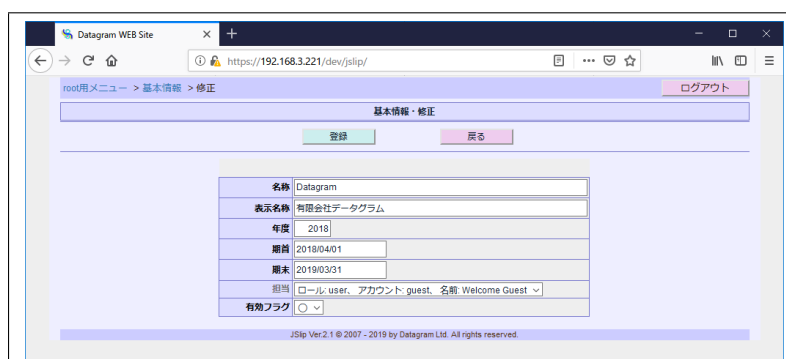 Datagram WEB Site
https://192.168.3.221/dev/jslip/
root用メニュー > 基本情報 > 修正
ログアウト
基本情報・修正
登録 戻る
名称 Datagram
表示名称 有限会社データグラム
年度 2018
期首 2018/04/01
期末 2019/03/31
担当 ロール: user、 アカウント: guest、 名前: Welcome Guest
有効フラグ ○
JSlip Ver.2.1 © 2007 - 2019 by Datagram Ltd. All rights reserved.